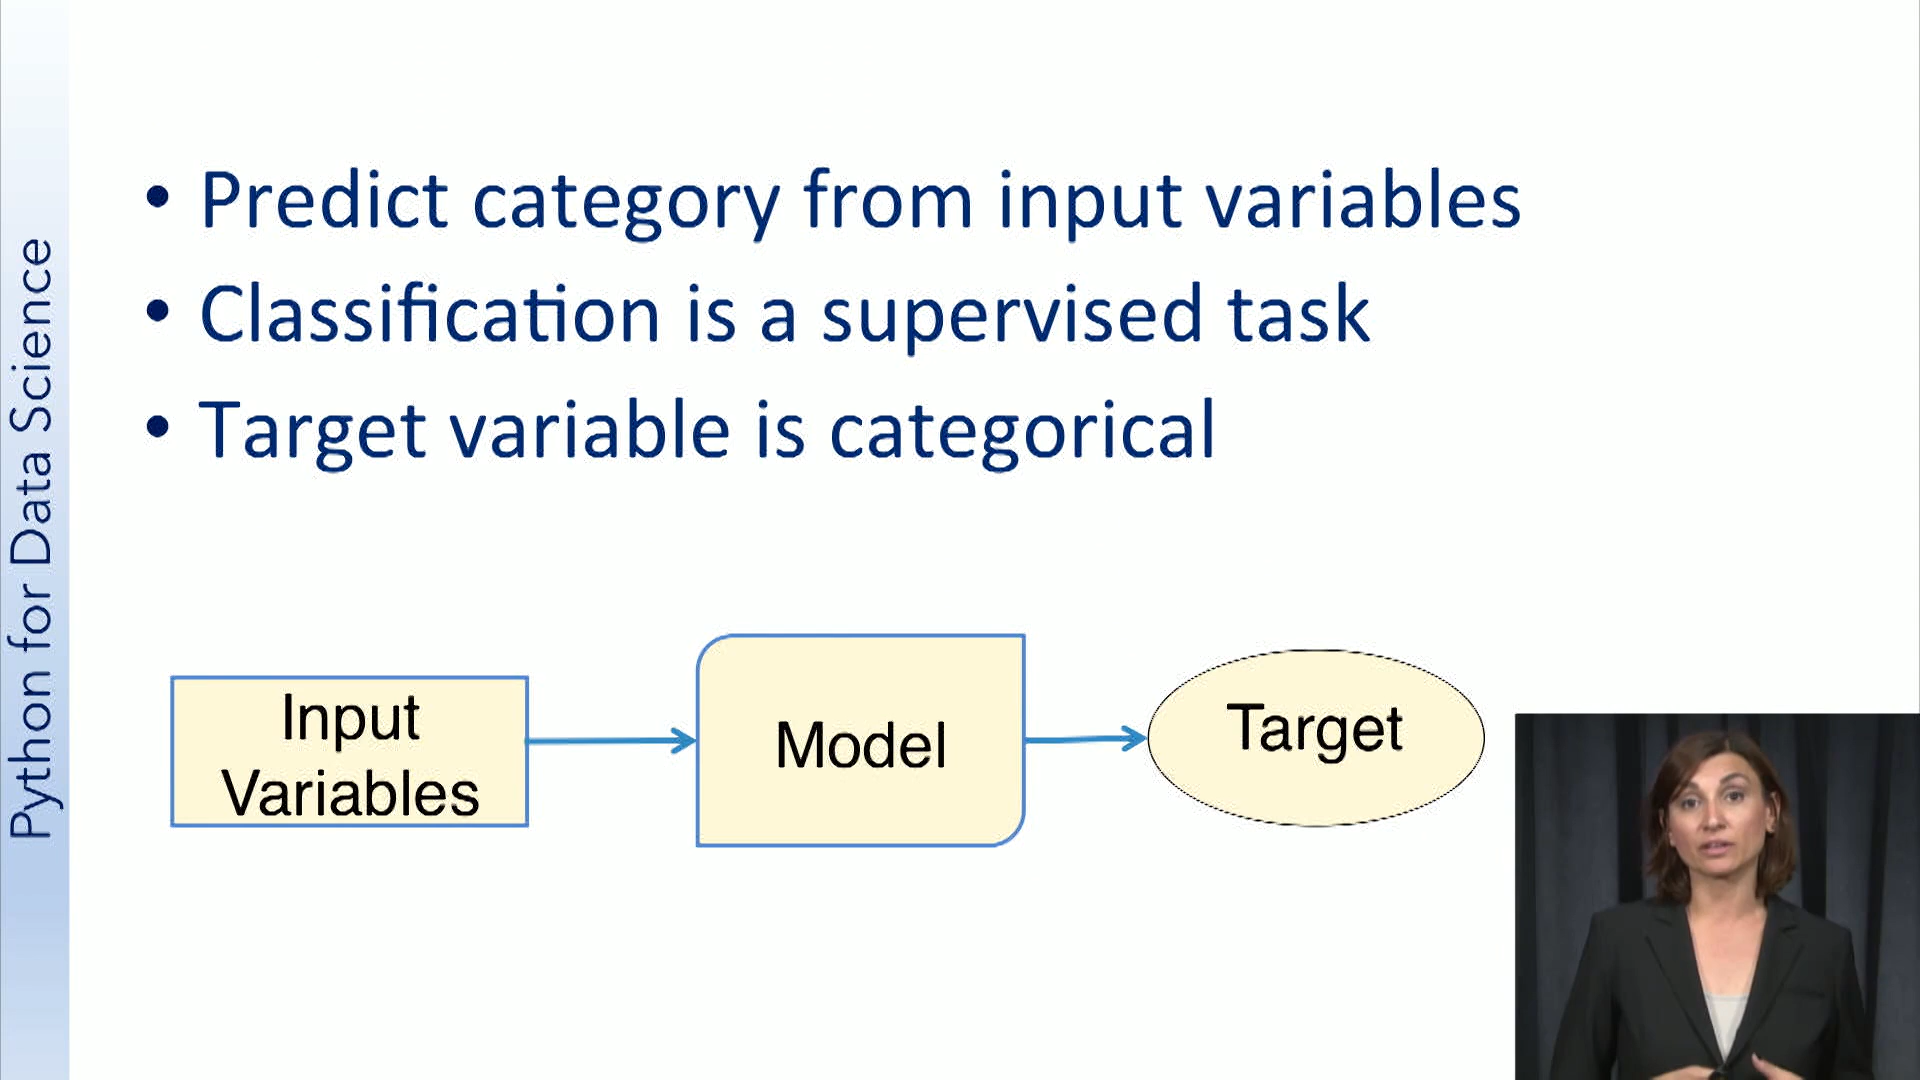 Python for Data Science
• Predict category from input variables
• Classification is a supervised task
• Target variable is categorical
Input
Variables
Model
Target